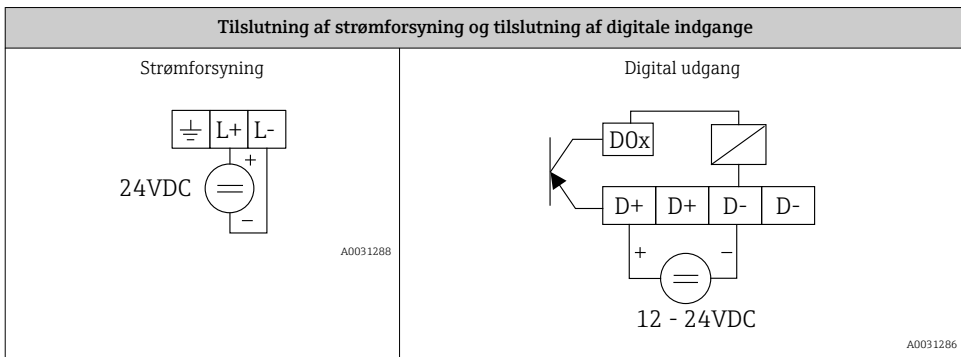 Tilslutning af strømforsyning og tilslutning af digitale indgange
Strømforsyning
L+ L-
+
24VDC
−
A0031288
Digital udgang
DOx
D+ D+ D- D-
+ −
12 - 24VDC
A0031286